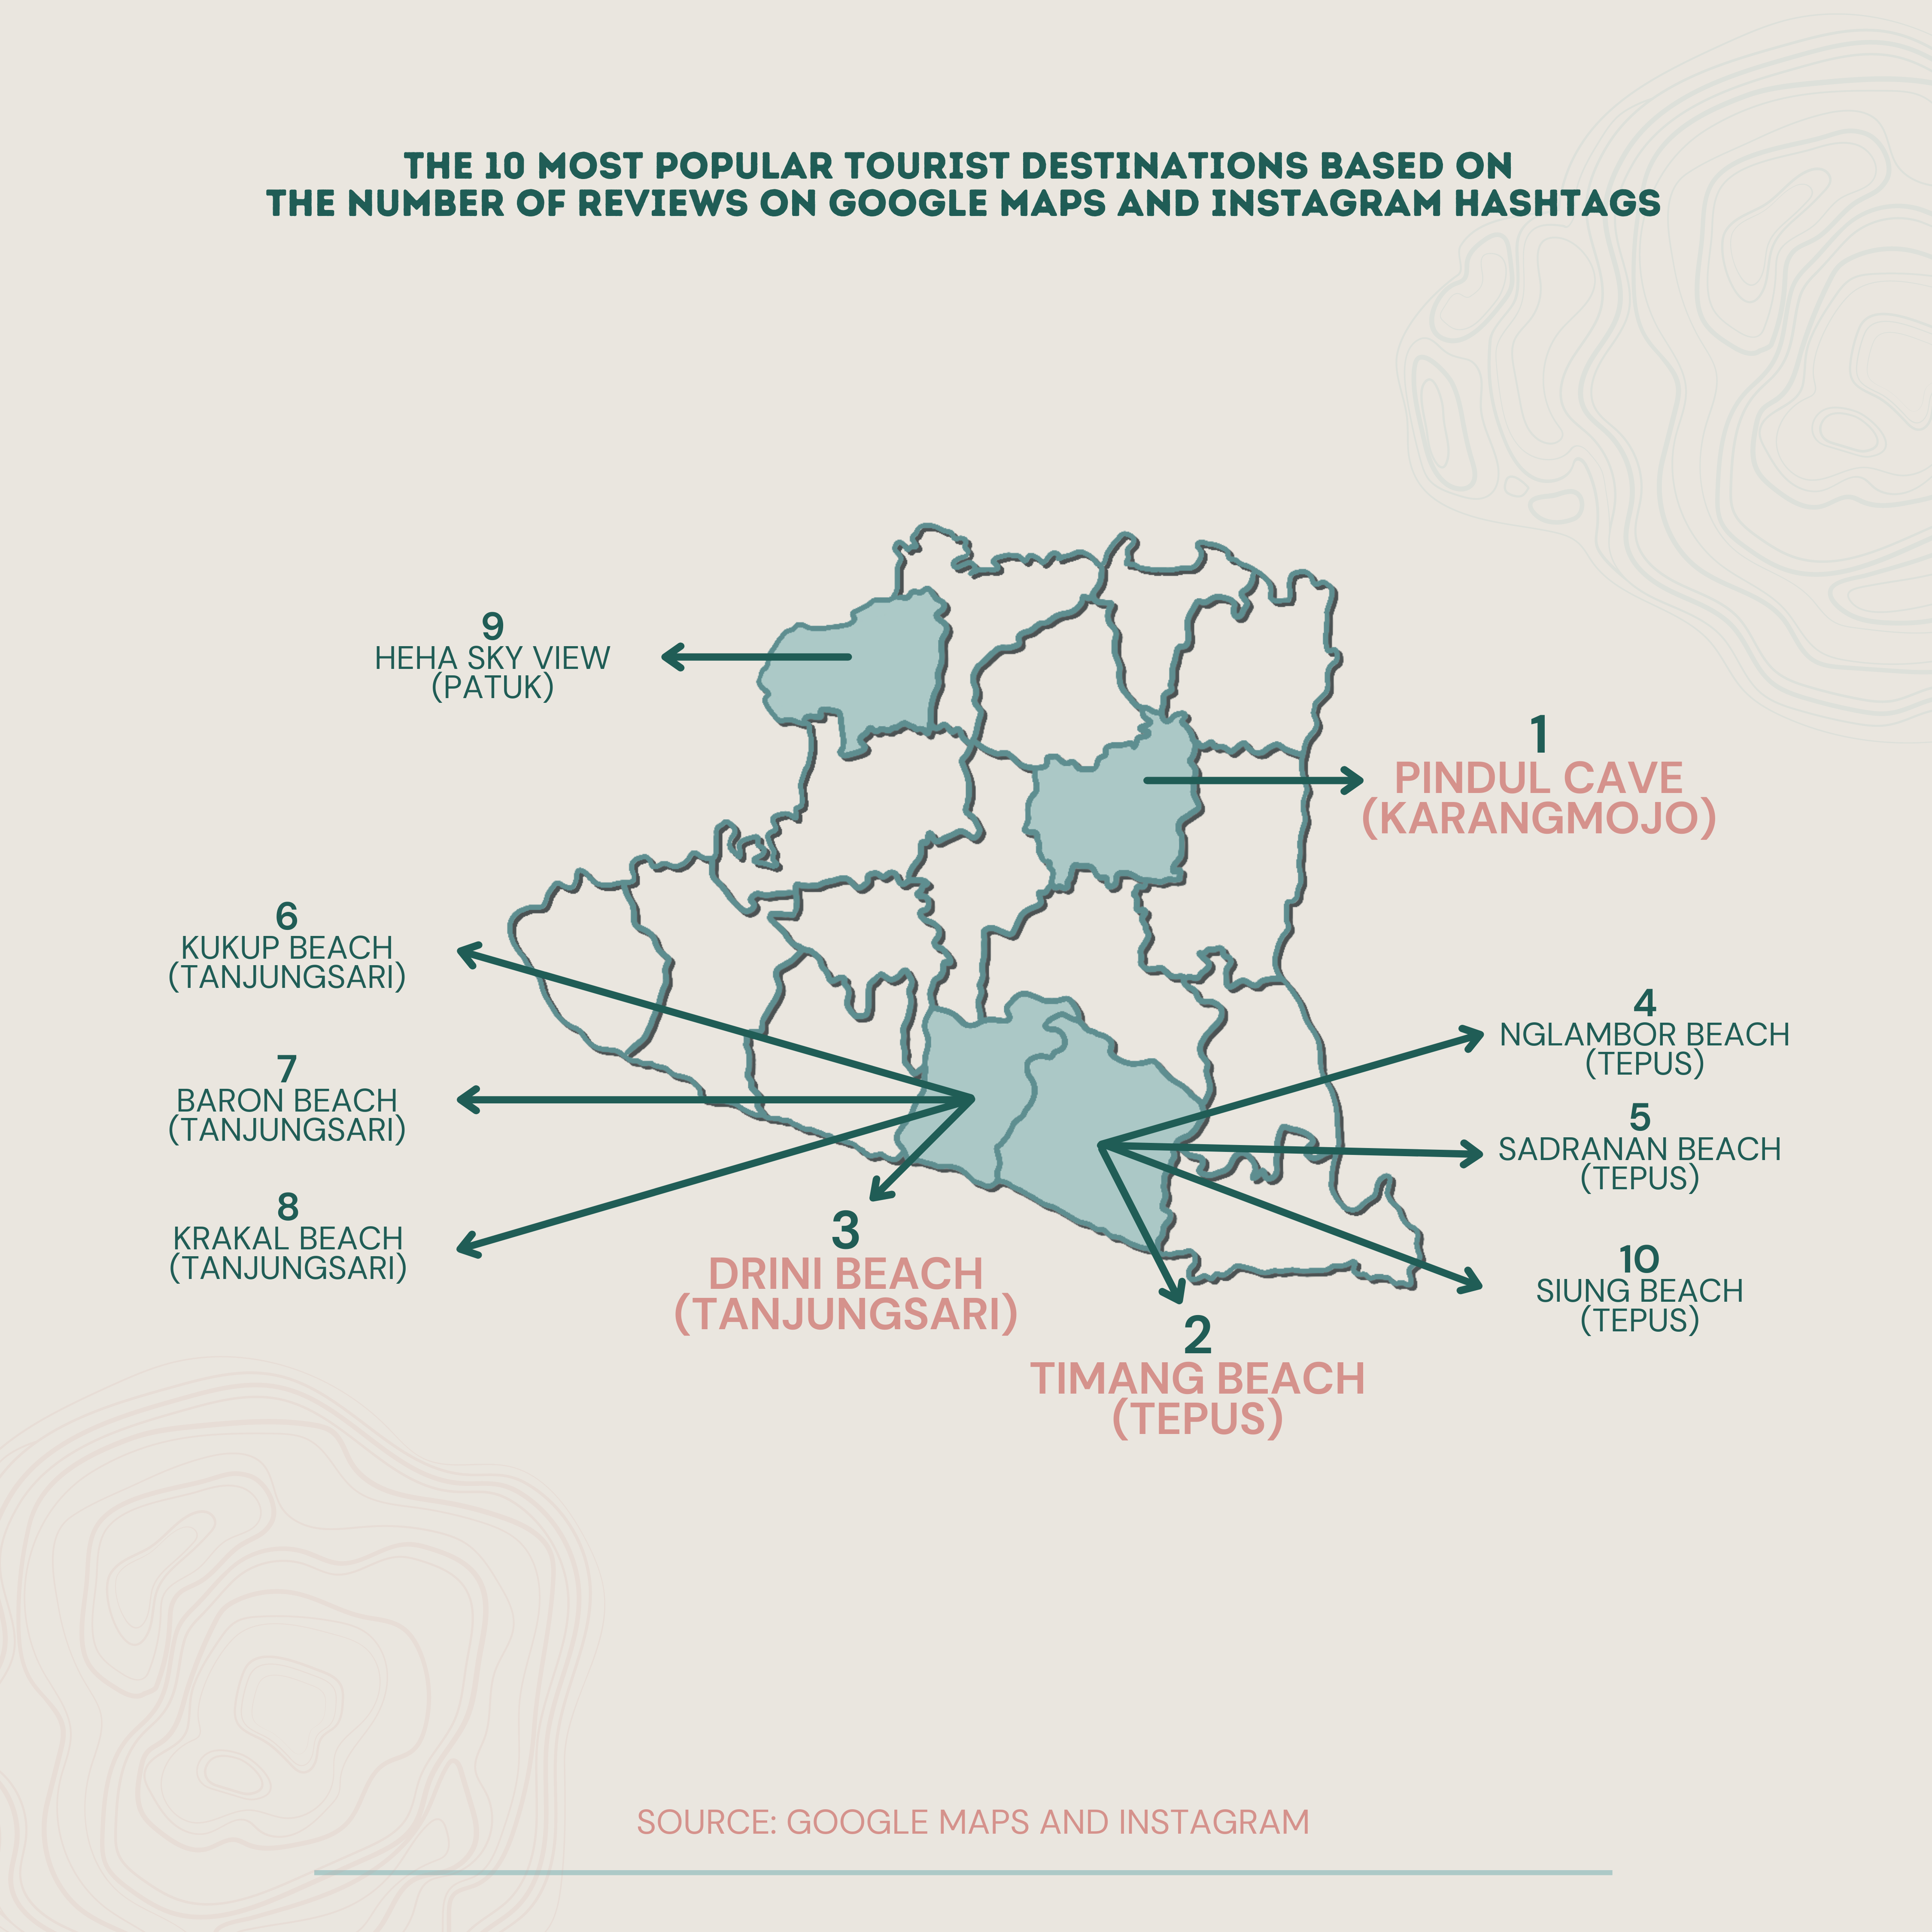 THE 10 MOST POPULAR TOURIST DESTINATIONS BASED ON
THE NUMBER OF REVIEWS ON GOOGLE MAPS AND INSTAGRAM HASHTAGS
9
HEHA SKY VIEW
(PATUK)
1
PINDUL CAVE
(KARANGMOJO)
6
KUKUP BEACH
(TANJUNGSARI)
7
BARON BEACH
(TANJUNGSARI)
8
KRAKAL BEACH
(TANJUNGSARI)
3
DRINI BEACH
(TANJUNGSARI)
2
TIMANG BEACH
(TEPUS)
4
NGLAMBOR BEACH
(TEPUS)
5
SADRANAN BEACH
(TEPUS)
10
SIUNG BEACH
(TEPUS)
SOURCE: GOOGLE MAPS AND INSTAGRAM